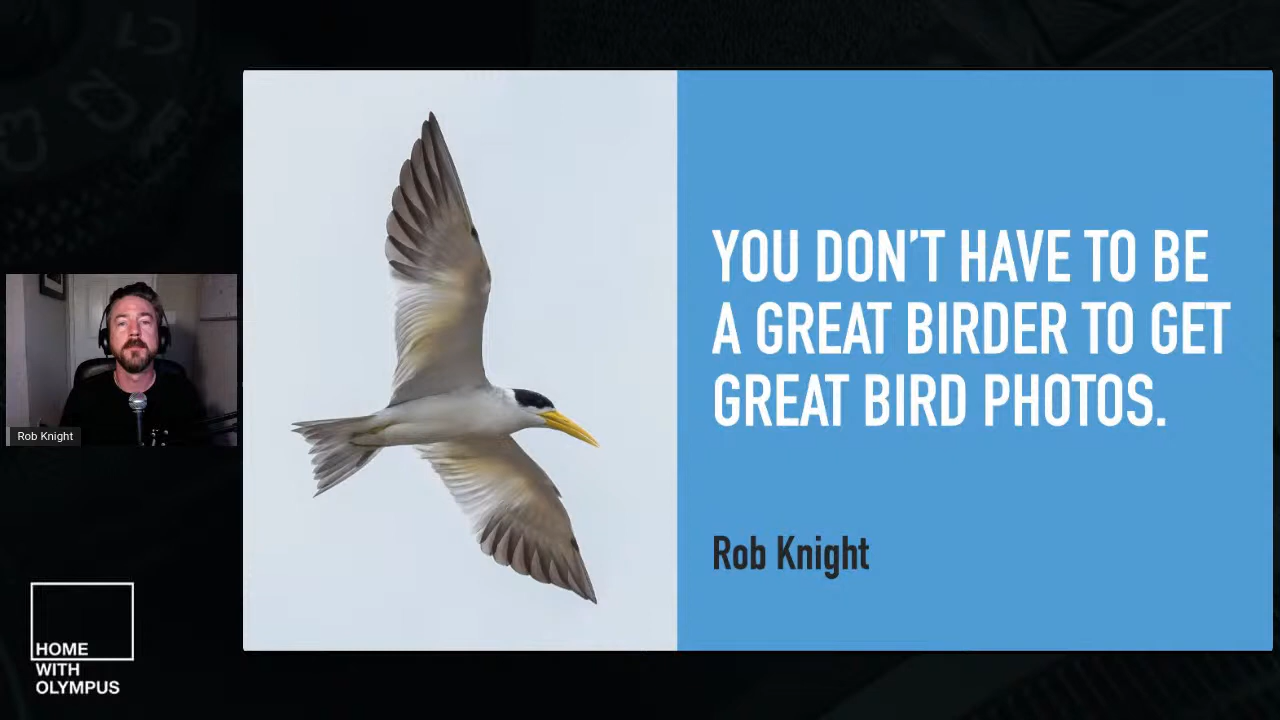 YOU DON'T HAVE TO BE
A GREAT BIRDER TO GET
GREAT BIRD PHOTOS.
Rob Knight
Rob Knight
HOME
WITH
OLYMPUS